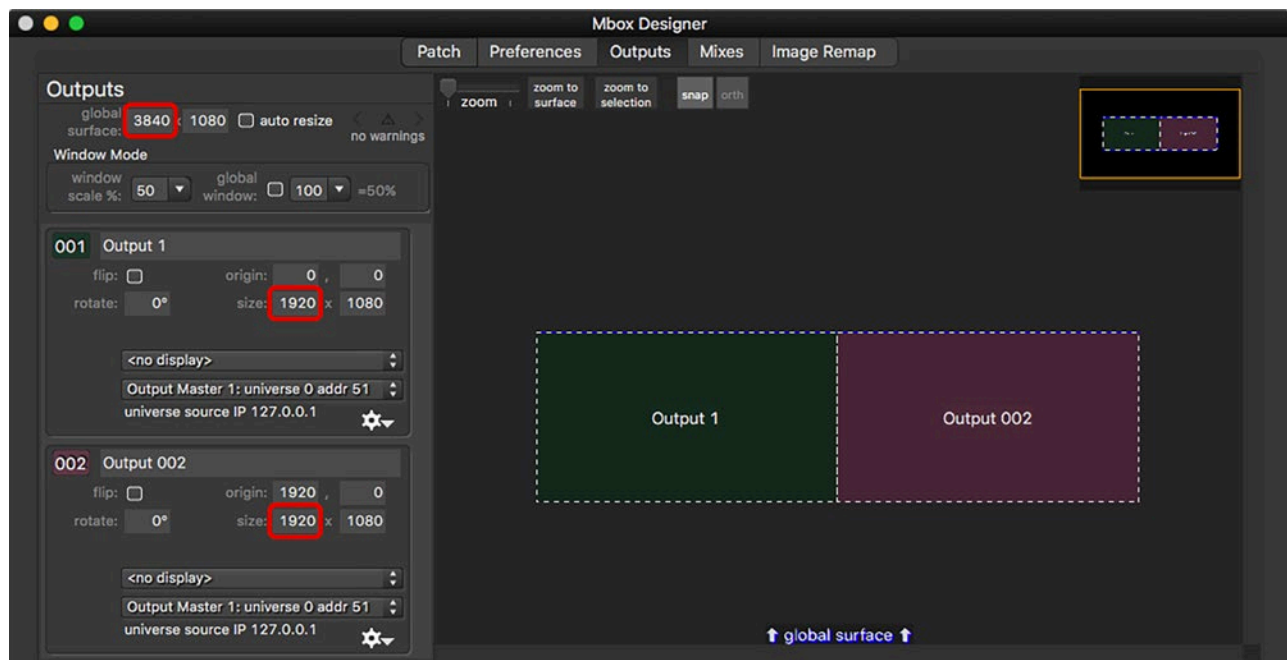 Mbox Designer
Patch Preferences Outputs Mixes Image Remap
Outputs
global surface: 3840 x 1080 auto resize
no warnings
Window Mode
window scale %: 50 global window: 100 =50%
001 Output 1
flip: origin: 0 , 0
rotate: 0° size: 1920 x 1080
<no display>
Output Master 1: universe 0 addr 51
universe source IP 127.0.0.1
002 Output 002
flip: origin: 1920 , 0
rotate: 0° size: 1920 x 1080
<no display>
Output Master 1: universe 0 addr 51
universe source IP 127.0.0.1
zoom zoom to surface zoom to selection snap orth
Output 1 Output 002
⬆ global surface ⬆